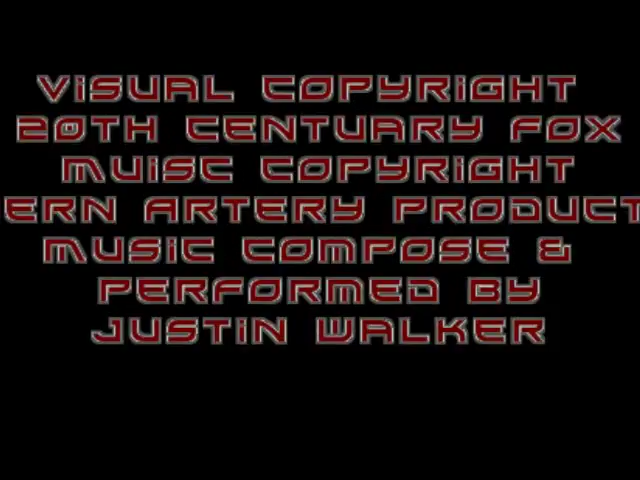 ViSUAL COPYRiGHT
20TH CENTUARY FOX
MUiSC COPYRiGHT
ERN ARTERY PRODUCT
MUSiC COMPOSE &
PERFORMED BY
JUSTiN WALKER